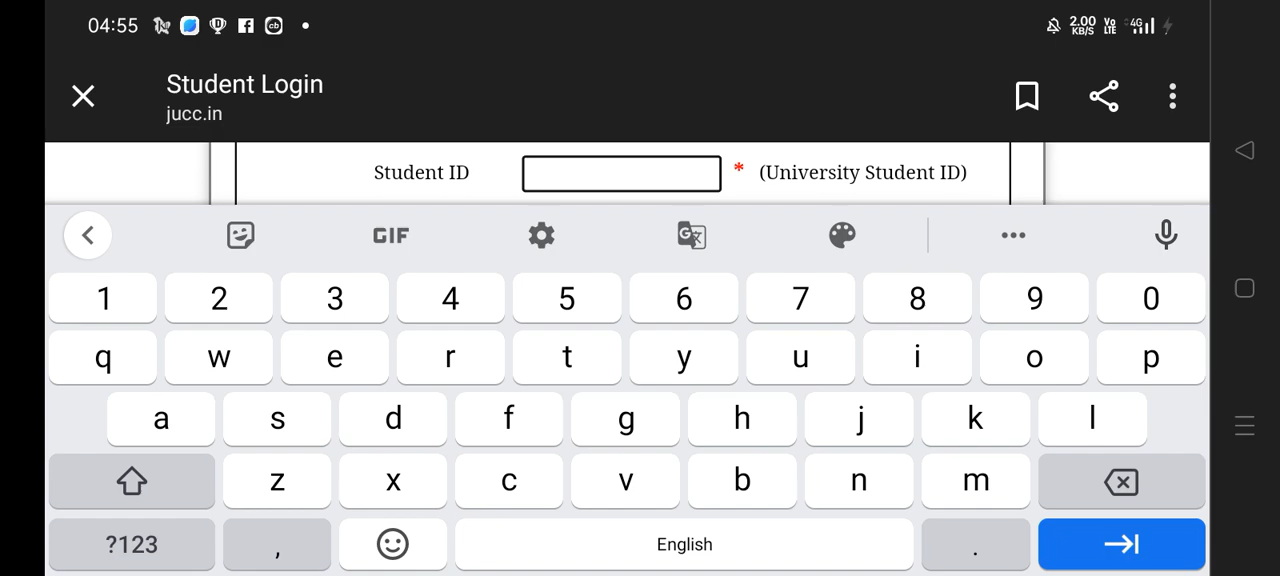 04:55 2.00 KB/S Vo LTE 4G
Student Login
jucc.in
Student ID * (University Student ID)
GIF
1 2 3 4 5 6 7 8 9 0
q w e r t y u i o p
a s d f g h j k l
z x c v b n m
?123 , English .